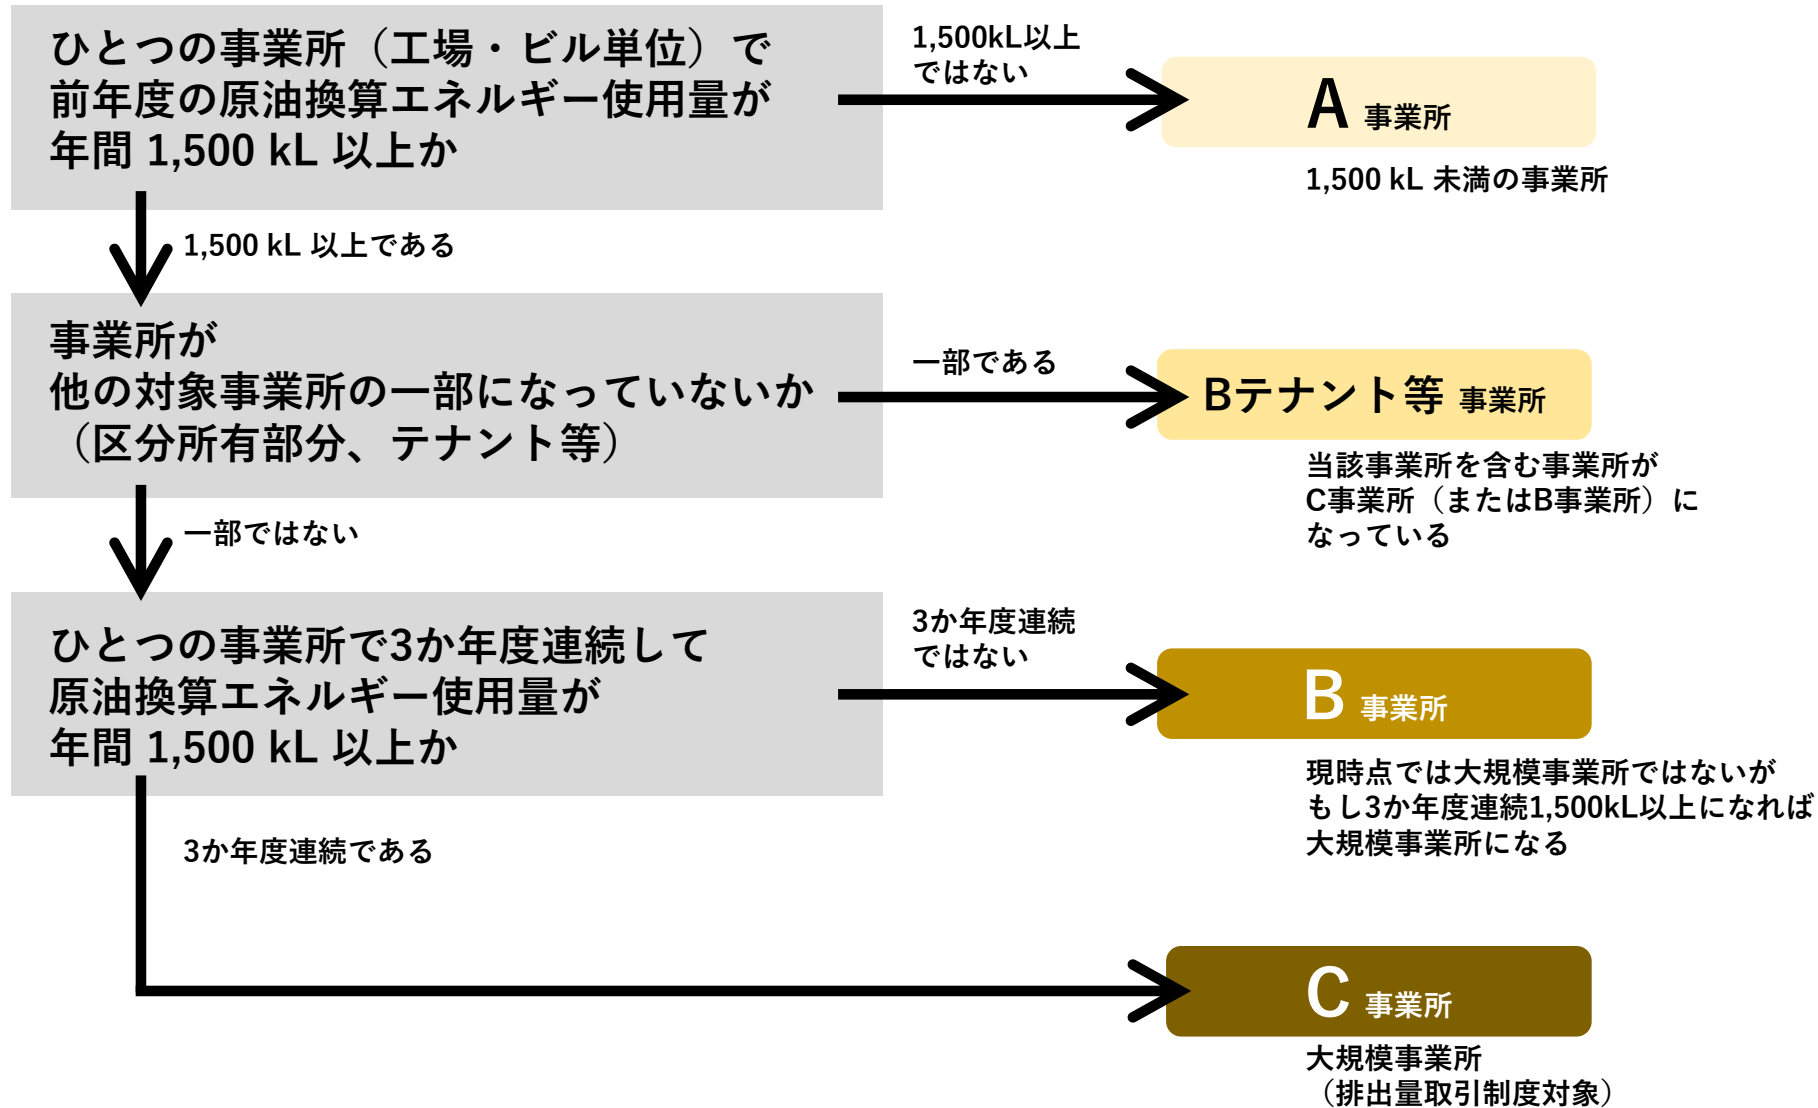 ひとつの事業所（工場・ビル単位）で
前年度の原油換算エネルギー使用量が
年間 1,500 kL 以上か
1,500kL以上
ではない
A 事業所
1,500 kL 未満の事業所
1,500 kL 以上である
事業所が
他の対象事業所の一部になっていないか
（区分所有部分、テナント等）
一部である
Bテナント等 事業所
当該事業所を含む事業所が
C事業所（またはB事業所）に
なっている
一部ではない
ひとつの事業所で3か年度連続して
原油換算エネルギー使用量が
年間 1,500 kL 以上か
3か年度連続
ではない
B 事業所
現時点では大規模事業所ではないが
もし3か年度連続1,500kL以上になれば
大規模事業所になる
3か年度連続である
C 事業所
大規模事業所
（排出量取引制度対象）